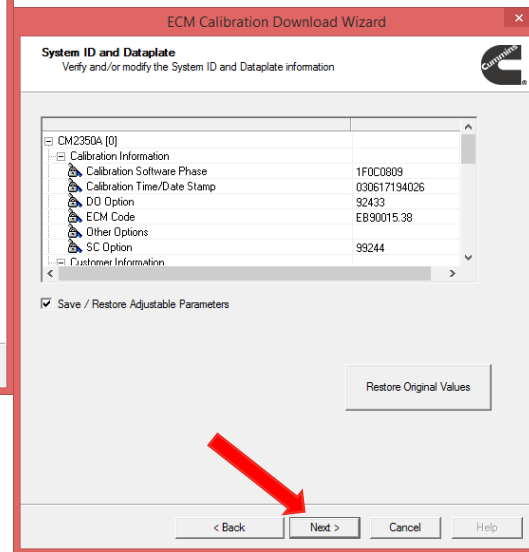 ECM Calibration Download Wizard
×
System ID and Dataplate
Verify and/or modify the System ID and Dataplate information
Cummins
CM2350A [0]
Calibration Information
Calibration Software Phase 1F0C0809
Calibration Time/Date Stamp 030617194026
DO Option 92433
ECM Code EB90015.38
Other Options
SC Option 99244
Customer Information
Save / Restore Adjustable Parameters
Restore Original Values
< Back Next > Cancel Help